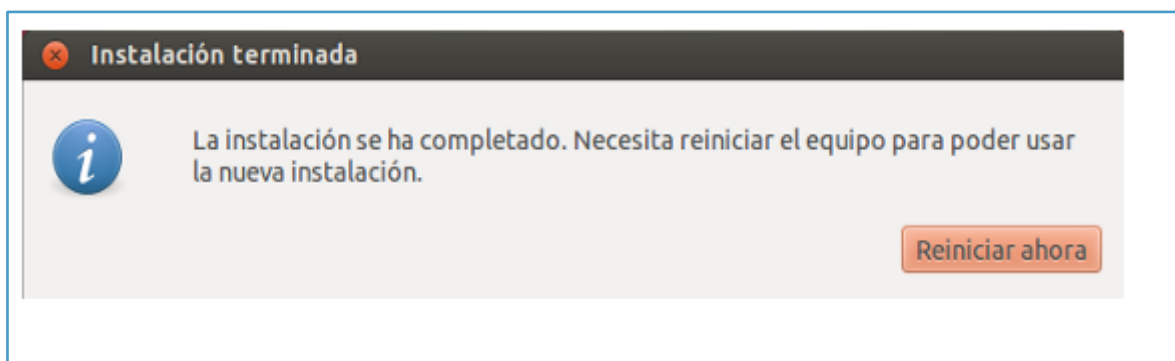 Instalación terminada
La instalación se ha completado. Necesita reiniciar el equipo para poder usar
la nueva instalación.
Reiniciar ahora